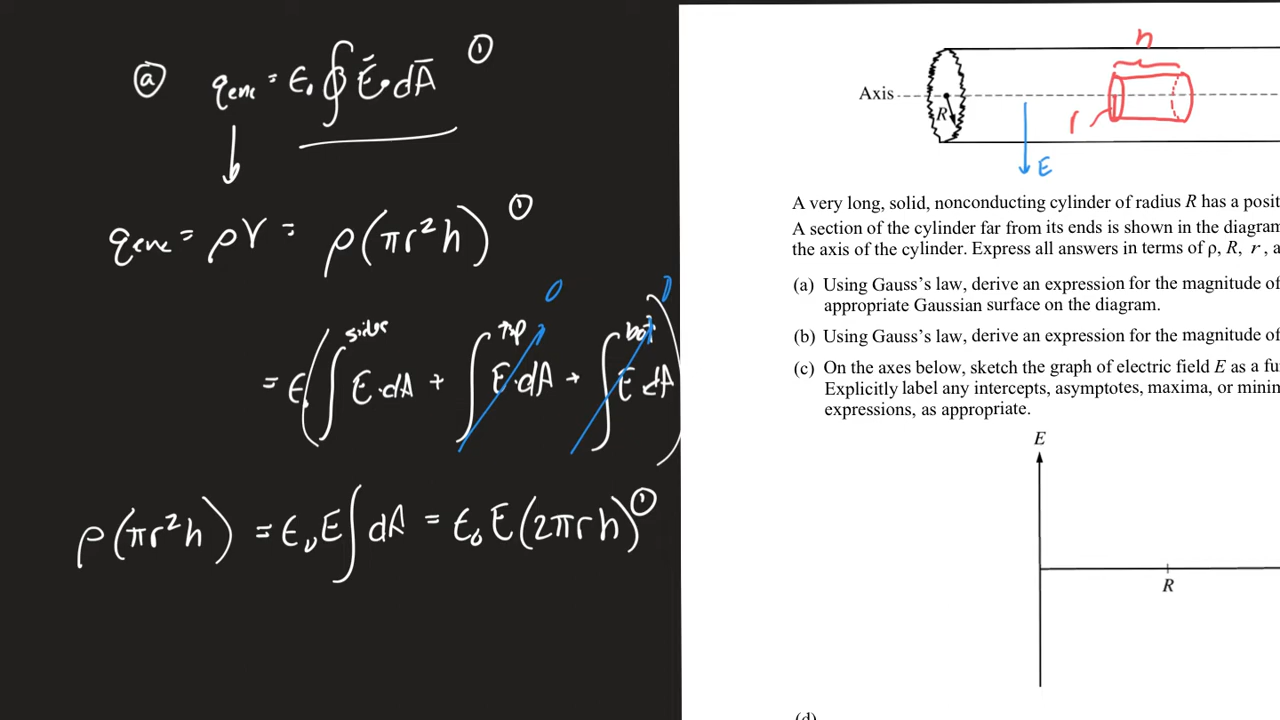 ⓐ qenc = ε₀ ∮ E⃗ · dA⃗ ①
qenc = ρV = ρ(πr²h) ①
= ε₀( ∫ sides E·dA + ∫ top E·dA 0 + ∫ bot E·dA 0 )
ρ(πr²h) = ε₀E ∫ dA = ε₀E(2πrh) ①
h
Axis
R
r
E
A very long, solid, nonconducting cylinder of radius R has a posit
A section of the cylinder far from its ends is shown in the diagram
the axis of the cylinder. Express all answers in terms of ρ, R, r, a
(a) Using Gauss's law, derive an expression for the magnitude of
appropriate Gaussian surface on the diagram.
(b) Using Gauss's law, derive an expression for the magnitude of
(c) On the axes below, sketch the graph of electric field E as a fu
Explicitly label any intercepts, asymptotes, maxima, or minin
expressions, as appropriate.
E
R
(d)